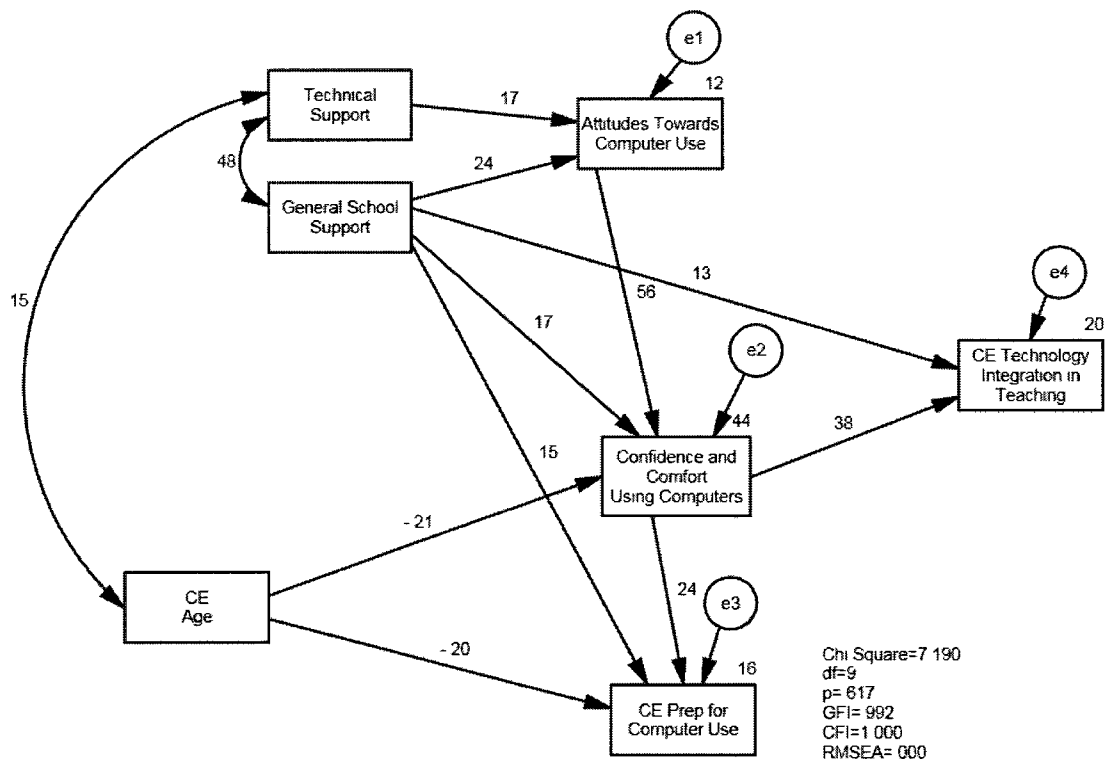 e1
12
Technical
Support
17
Attitudes Towards
Computer Use
48
24
General School
Support
13
e4
15
56
20
17
e2
CE Technology
Integration in
Teaching
44
38
15
Confidence and
Comfort
Using Computers
- 21
CE
Age
24
e3
- 20
16
CE Prep for
Computer Use
Chi Square=7 190
df=9
p= 617
GFI= 992
CFI=1 000
RMSEA= 000